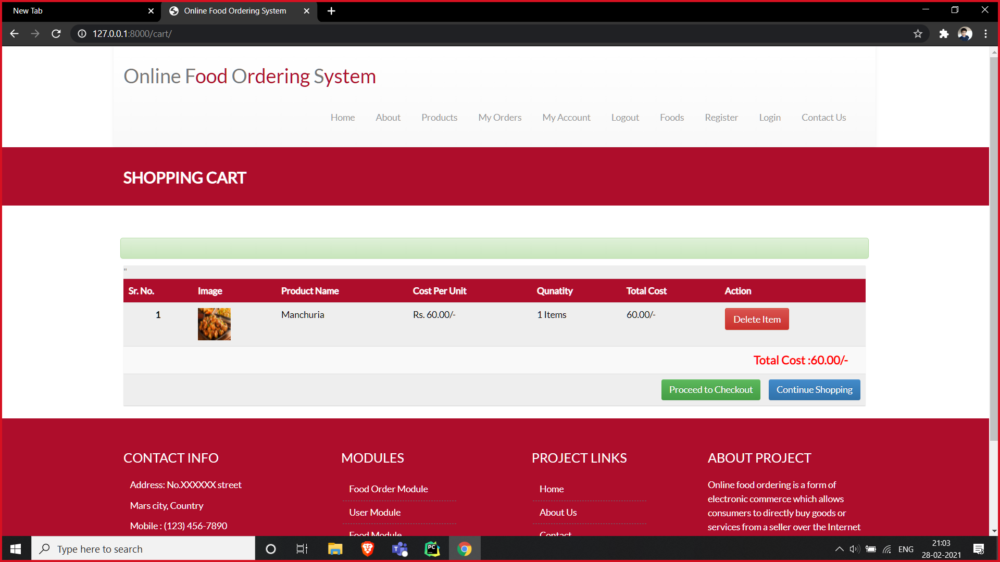 New Tab
Online Food Ordering System
127.0.0.1:8000/cart/
Online Food Ordering System
Home About Products My Orders My Account Logout Foods Register Login Contact Us
SHOPPING CART
"
Sr. No. Image Product Name Cost Per Unit Qunatity Total Cost Action
1 Manchuria Rs. 60.00/- 1 Items 60.00/- Delete Item
Total Cost :60.00/-
Proceed to Checkout Continue Shopping
CONTACT INFO
Address: No.XXXXXX street
Mars city, Country
Mobile : (123) 456-7890
MODULES
Food Order Module
User Module
Food Module
PROJECT LINKS
Home
About Us
Contact
ABOUT PROJECT
Online food ordering is a form of
electronic commerce which allows
consumers to directly buy goods or
services from a seller over the Internet
Type here to search
PC
ENG
21:03
28-02-2021